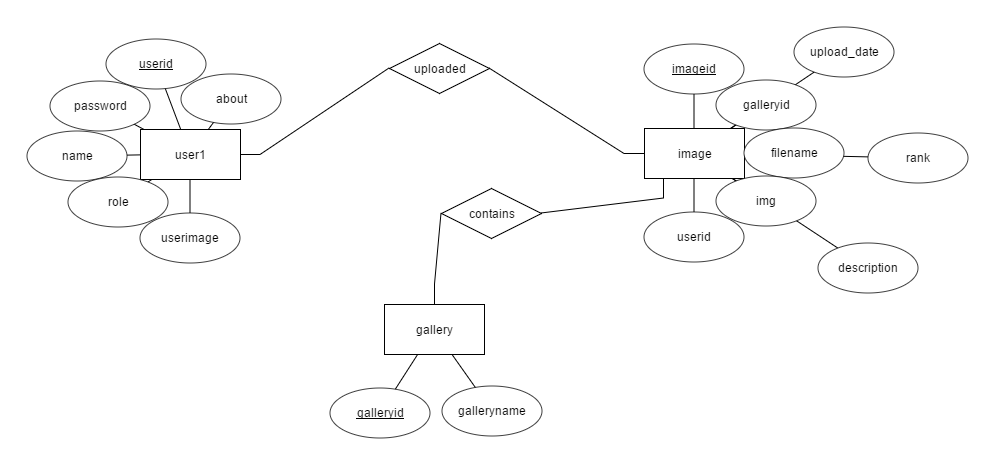 userid
password
about
name
user1
role
userimage
uploaded
contains
gallery
galleryid
galleryname
imageid
upload_date
galleryid
image
filename
rank
img
userid
description